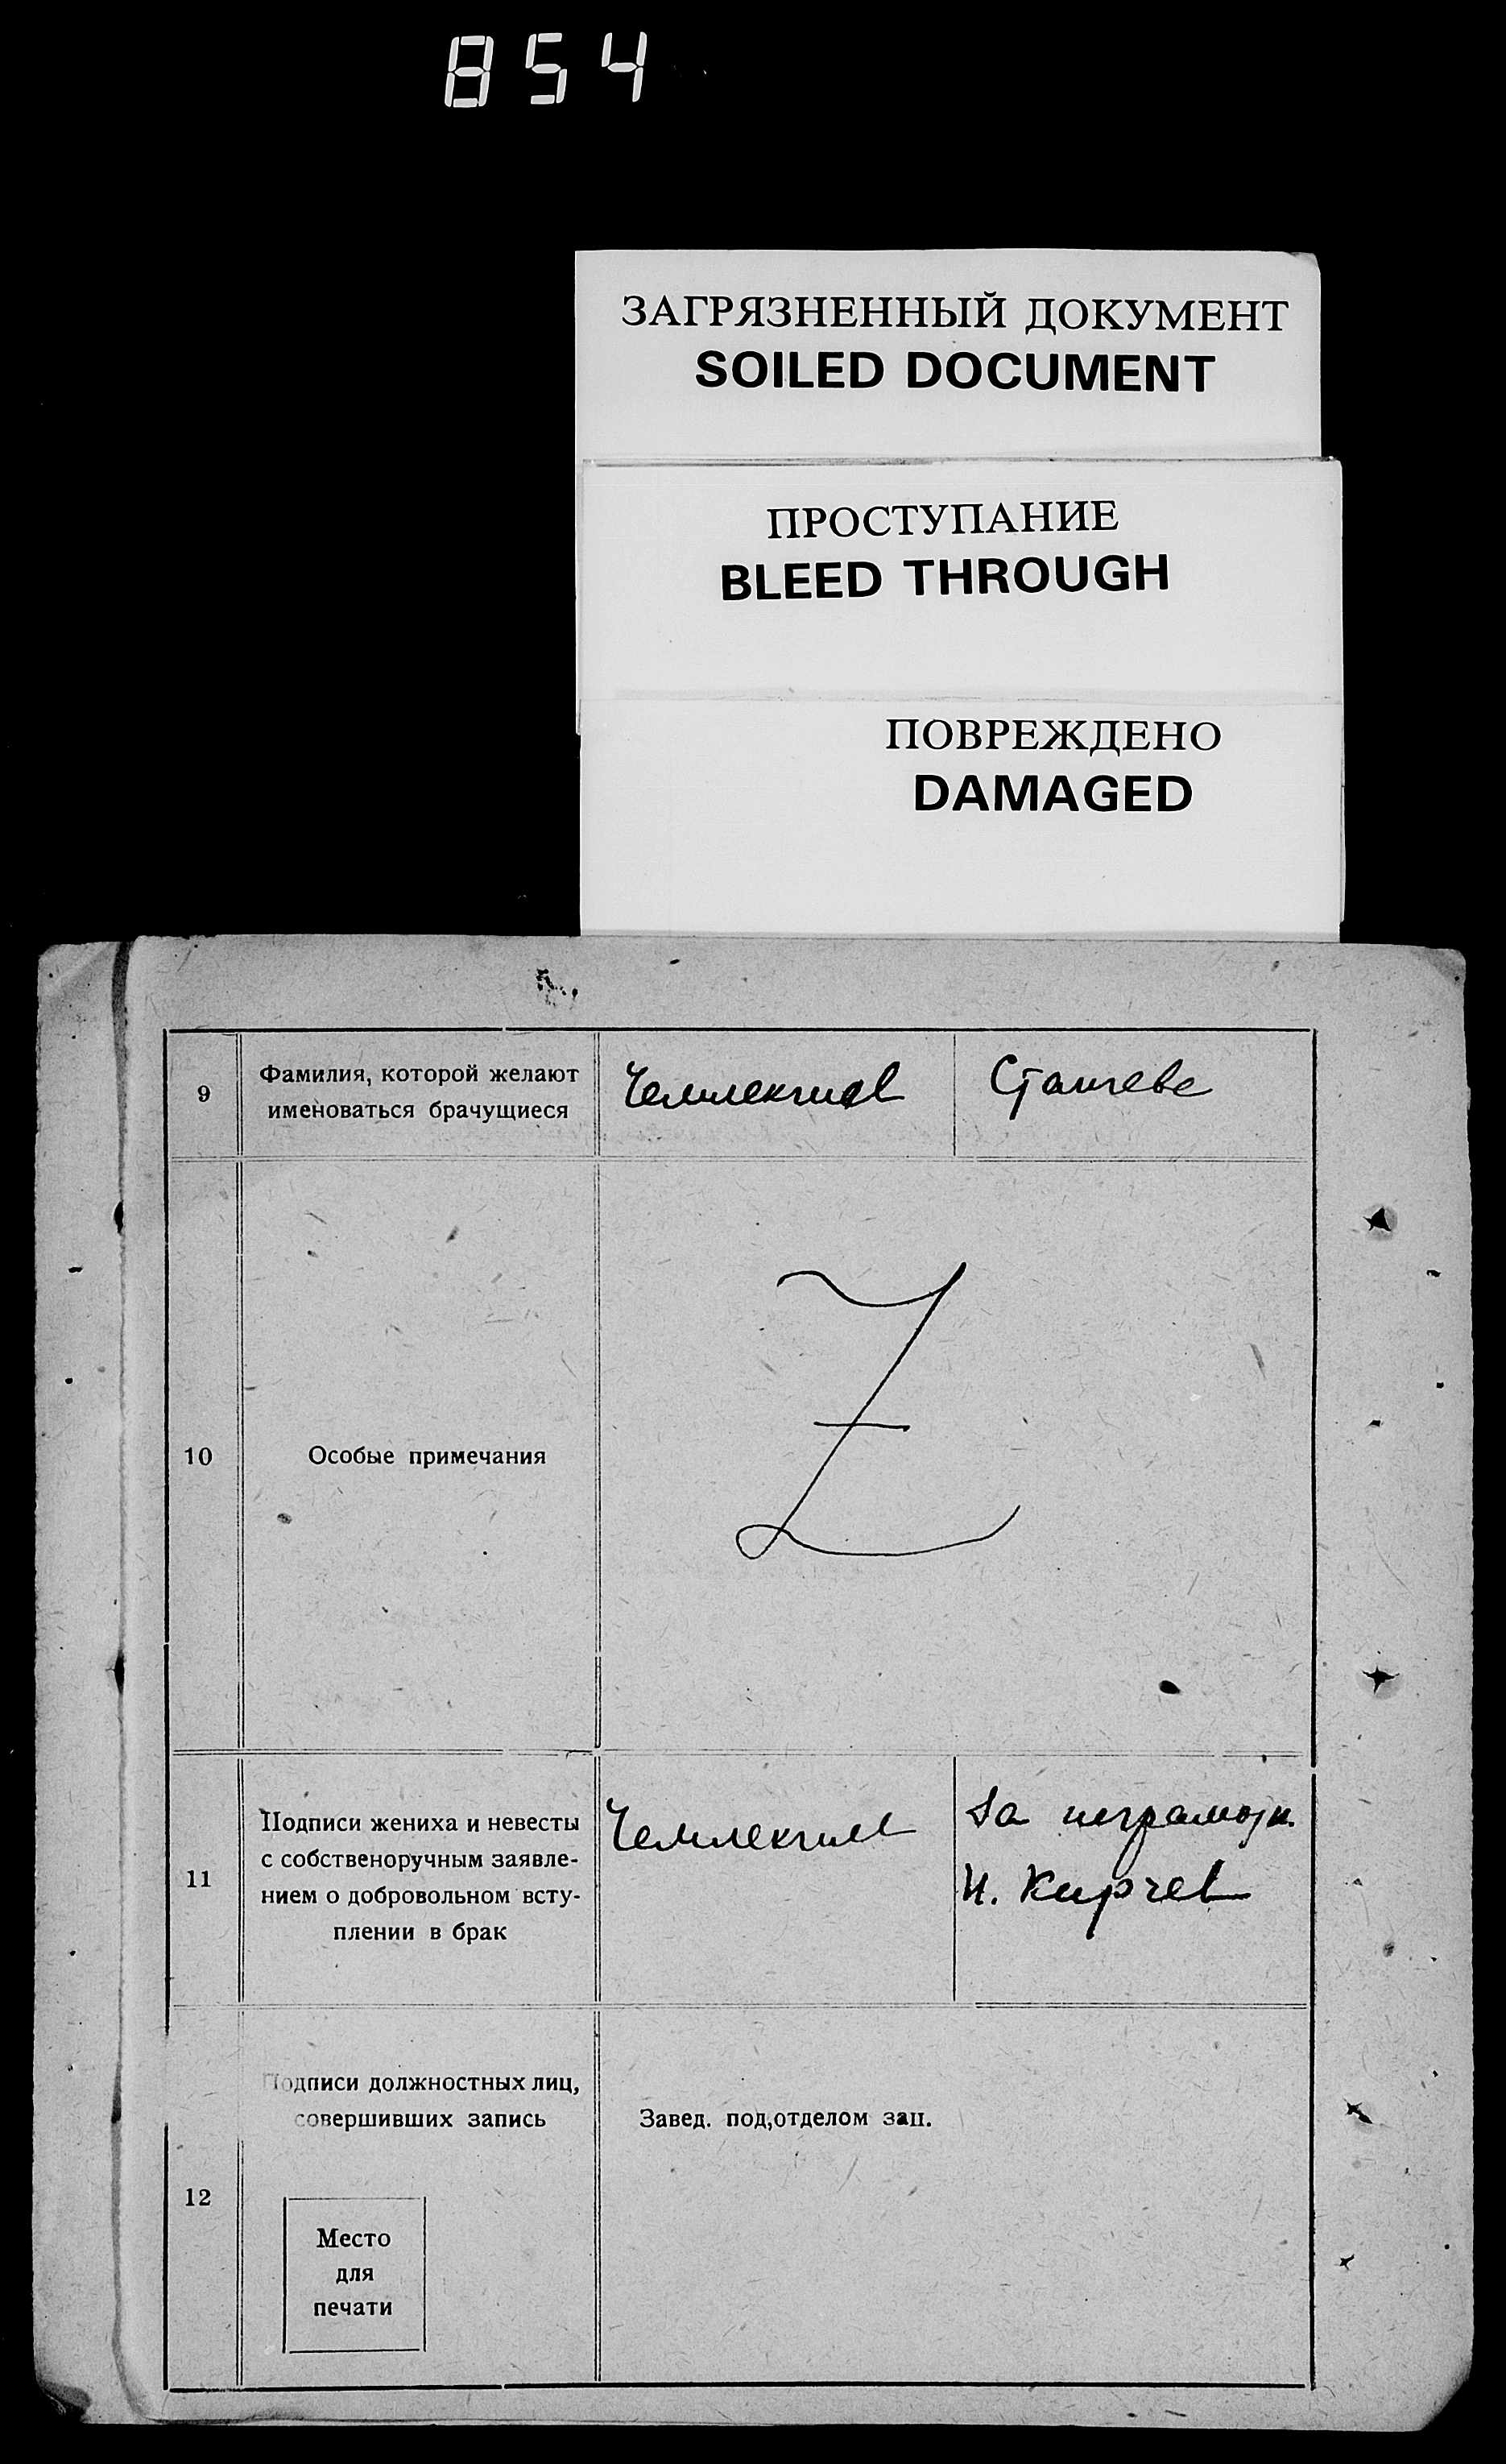 854
ЗАГРЯЗНЕННЫЙ ДОКУМЕНТ
SOILED DOCUMENT
ПРОСТУПАНИЕ
BLEED THROUGH
ПОВРЕЖДЕНО
DAMAGED
9
Фамилия, которой желают
именоваться брачущиеся
Z
10
Особые примечания
Подписи жениха и невесты
с собственоручным заявле-
нием о добровольном всту-
плении в брак
11
За неграмотн.
И. Кирчев
Подписи должностных лиц,
совершивших запись
Завед. под,отделом зап.
12
Место
для
печати